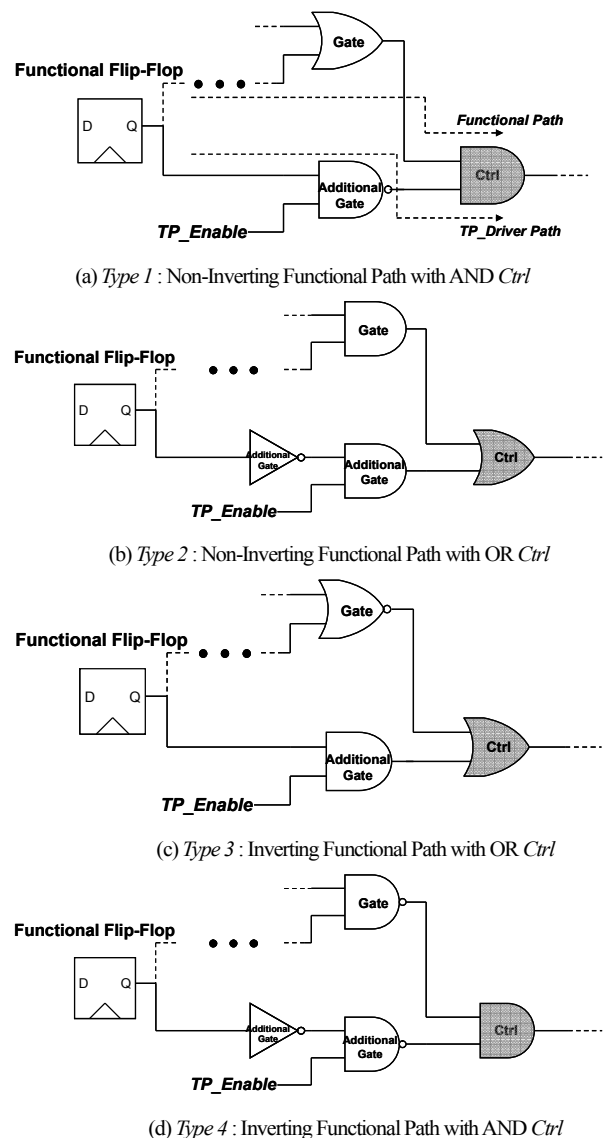 Gate
Functional Flip-Flop
D Q
Functional Path
Ctrl
Additional
Gate
TP_Enable
TP_Driver Path
(a) Type 1 : Non-Inverting Functional Path with AND Ctrl
Gate
Functional Flip-Flop
D Q
Ctrl
Additional
Gate
Additional
Gate
TP_Enable
(b) Type 2 : Non-Inverting Functional Path with OR Ctrl
Gate
Functional Flip-Flop
D Q
Ctrl
Additional
Gate
TP_Enable
(c) Type 3 : Inverting Functional Path with OR Ctrl
Gate
Functional Flip-Flop
D Q
Ctrl
Additional
Gate
Additional
Gate
TP_Enable
(d) Type 4 : Inverting Functional Path with AND Ctrl